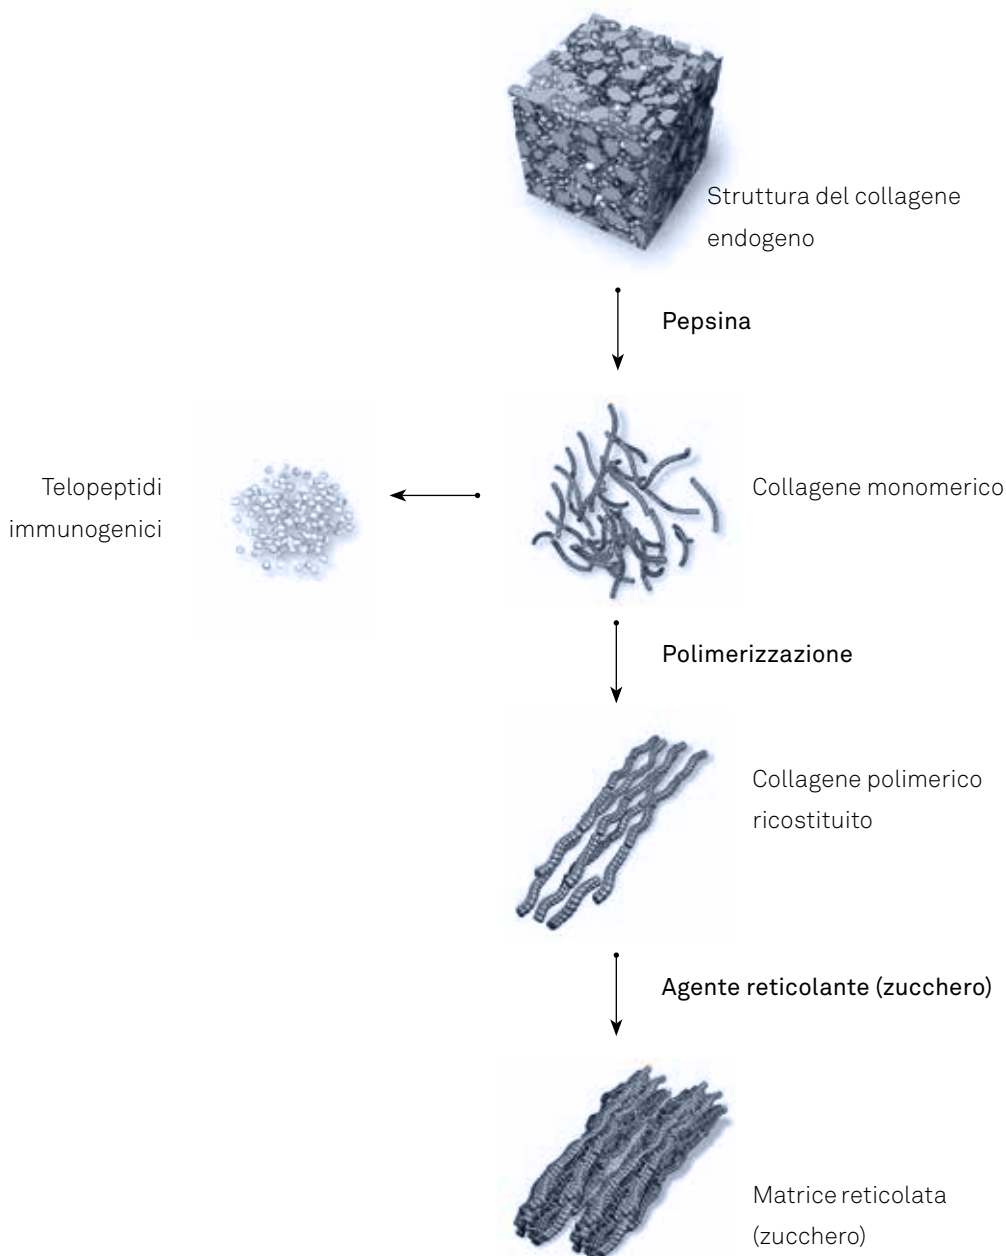 Struttura del collagene
endogeno
Pepsina
Telopeptidi
immunogenici
Collagene monomerico
Polimerizzazione
Collagene polimerico
ricostituito
Agente reticolante (zucchero)
Matrice reticolata
(zucchero)